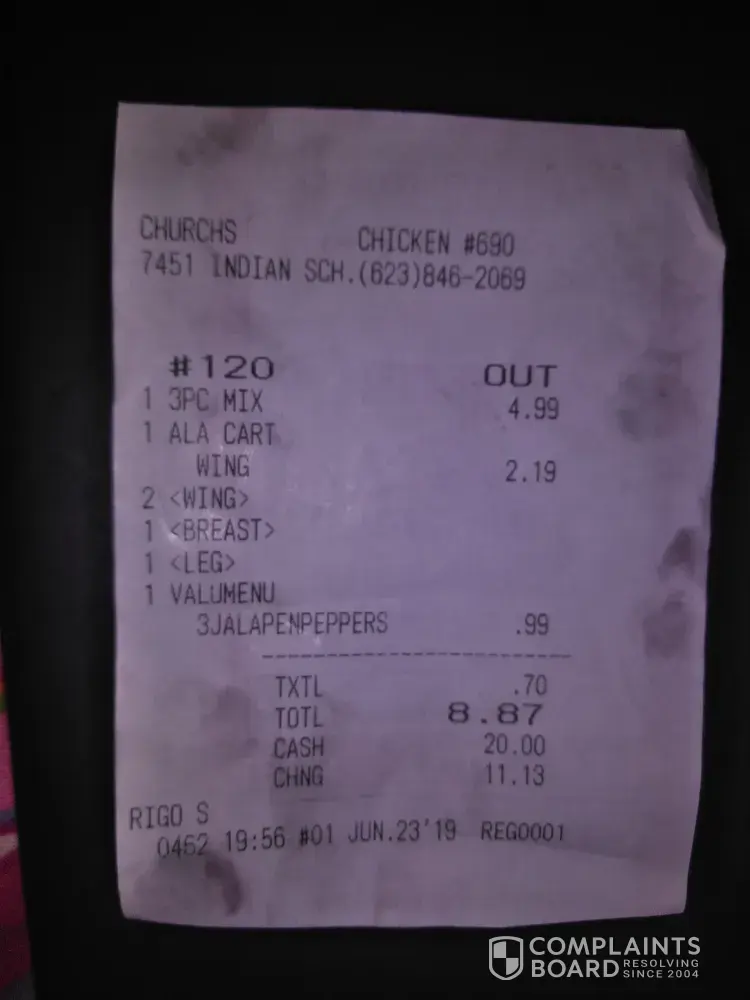 CHURCHS CHICKEN #690
7451 INDIAN SCH.(623)846-2069
#120 OUT
1 3PC MIX 4.99
1 ALA CART
WING 2.19
2 <WING>
1 <BREAST>
1 <LEG>
1 VALUMENU
3JALAPENPEPPERS .99
TXTL .70
TOTL 8.87
CASH 20.00
CHNG 11.13
RIGO S
0462 19:56 #01 JUN.23'19 REG0001
COMPLAINTS
BOARD RESOLVING
SINCE 2004